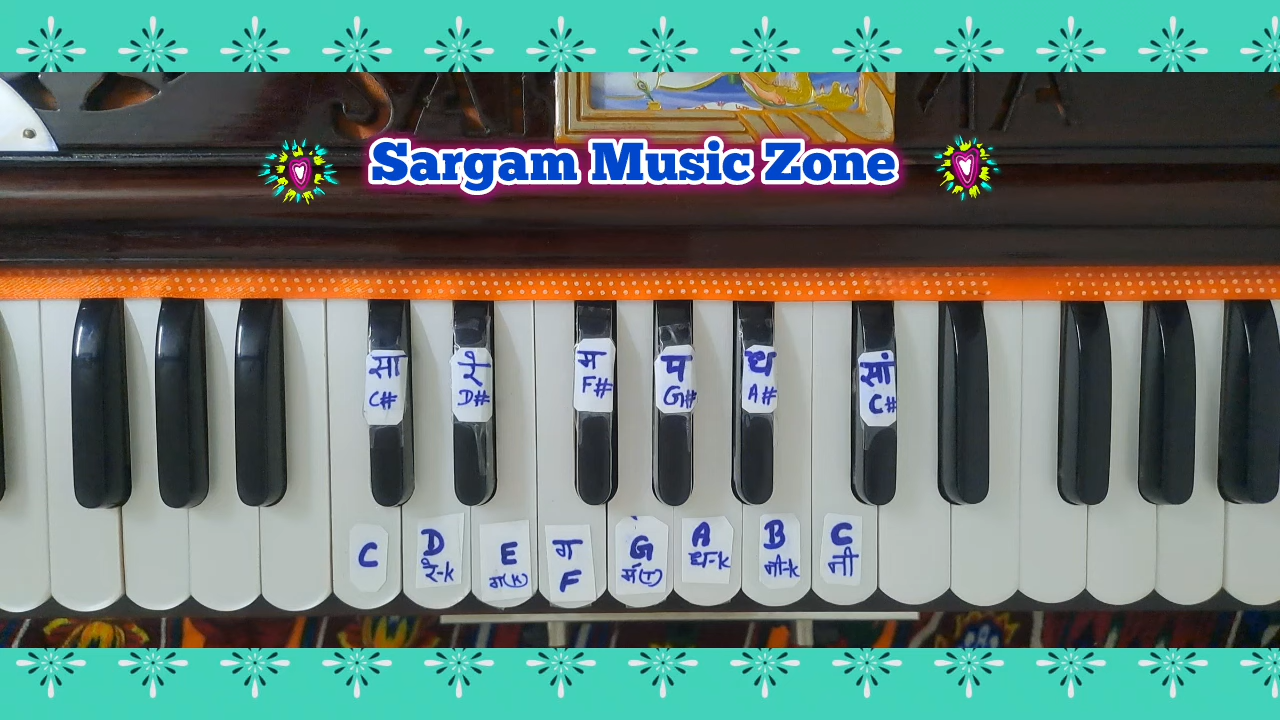 Sargam Music Zone
सा
C#
रे
D#
म
F#
प
G#
ध
A#
सां
C#
C
D
रे-k
E
ग(K)
ग
F
G
मं(T)
A
ध-k
B
नी-k
C
नी